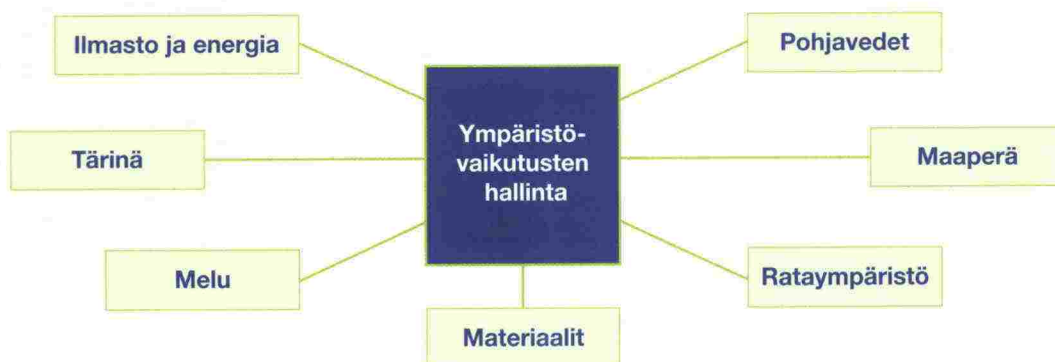 Ilmasto ja energia
Pohjavedet
Ympäristö-
vaikutusten
hallinta
Tärinä
Maaperä
Melu
Rataympäristö
Materiaalit